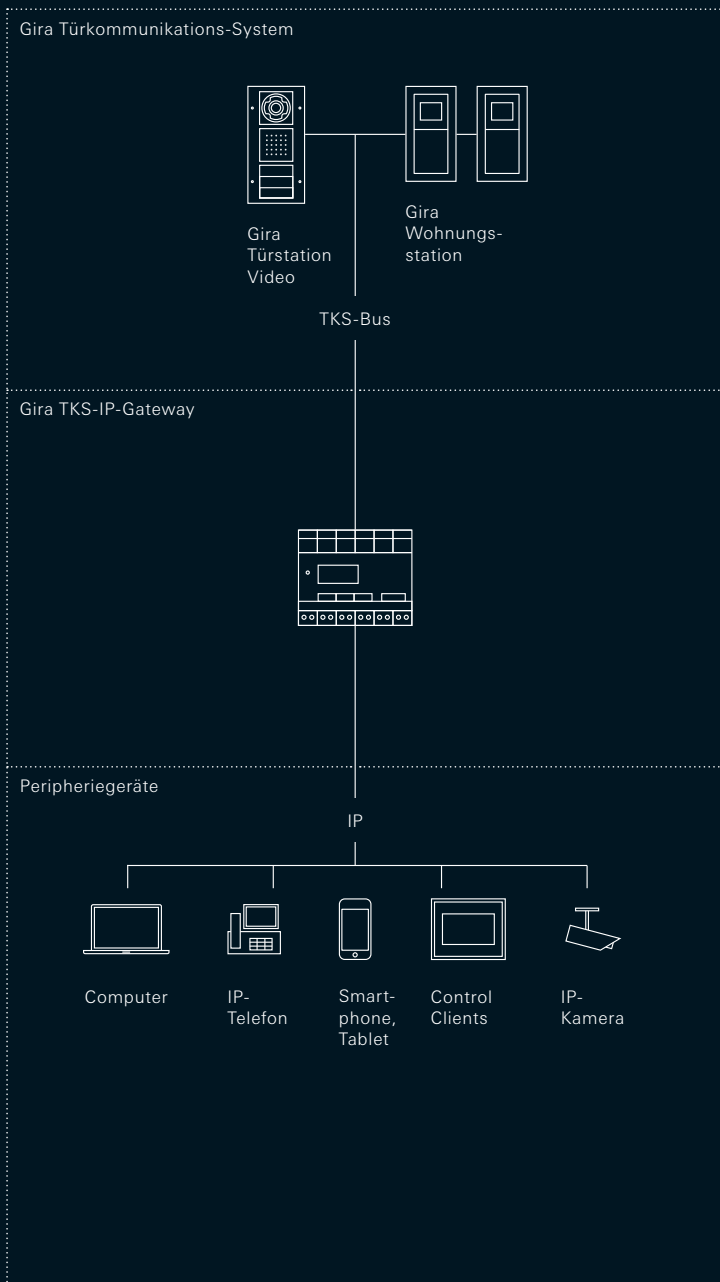 Gira Türkommunikations-System
Gira
Türstation
Video
Gira
Wohnungs-
station
TKS-Bus
Gira TKS-IP-Gateway
Peripheriegeräte
IP
Computer
IP-
Telefon
Smart-
phone,
Tablet
Control
Clients
IP-
Kamera